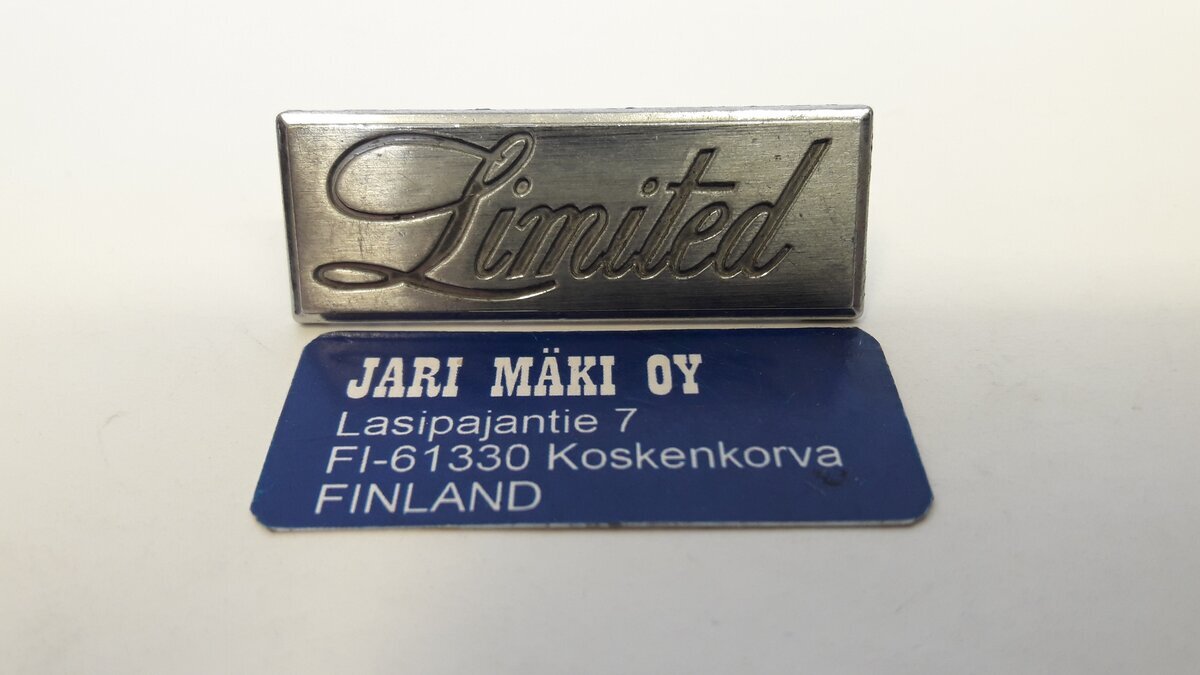 Limited
JARI MÄKI OY
Lasipajantie 7
FI-61330 Koskenkorva
FINLAND